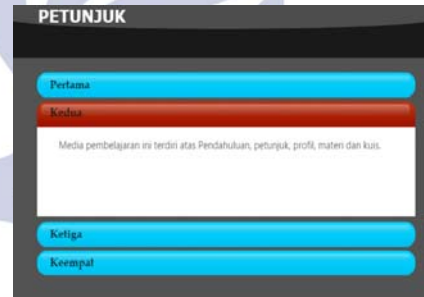 PETUNJUK
Pertama
Kedua
Media pembelajaran ini terdiri atas Pendahuluan, petunjuk, profil, materi dan kuis.
Ketiga
Keempat